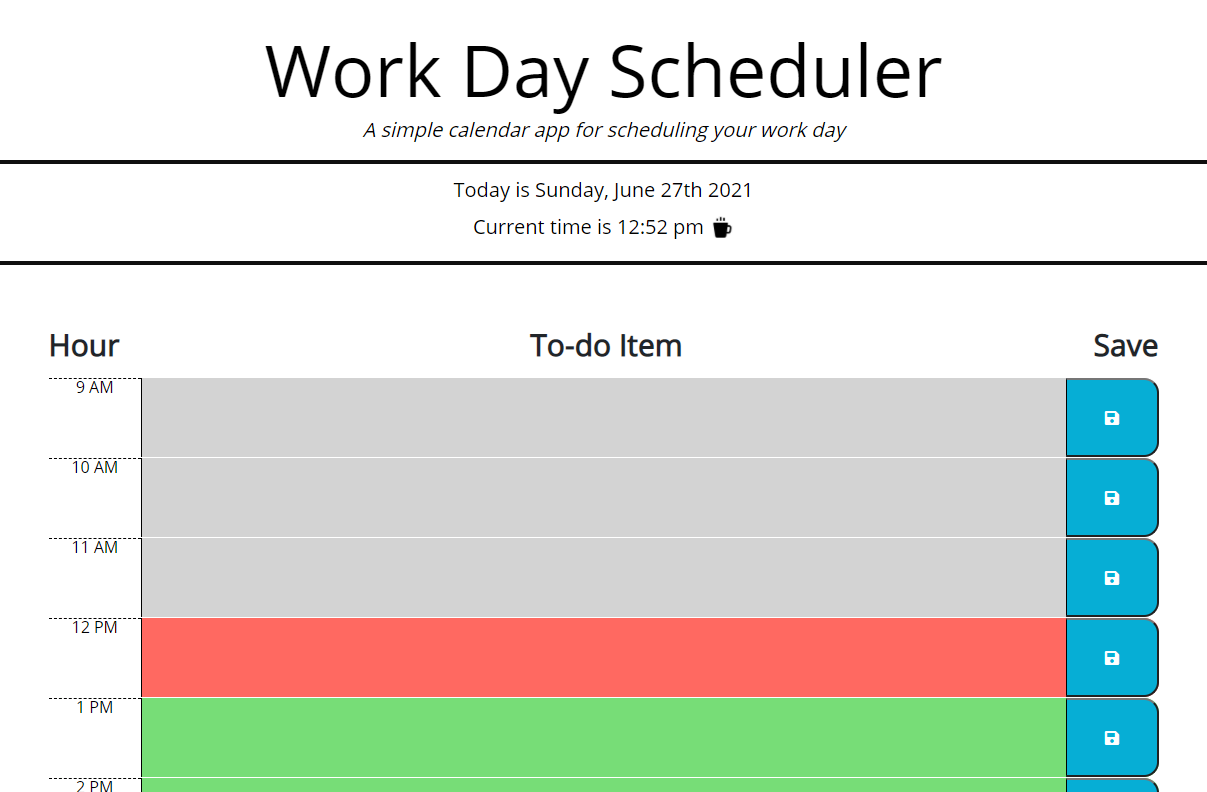 Work Day Scheduler
A simple calendar app for scheduling your work day
Today is Sunday, June 27th 2021
Current time is 12:52 pm
Hour To-do Item Save
9 AM
10 AM
11 AM
12 PM
1 PM
2 PM